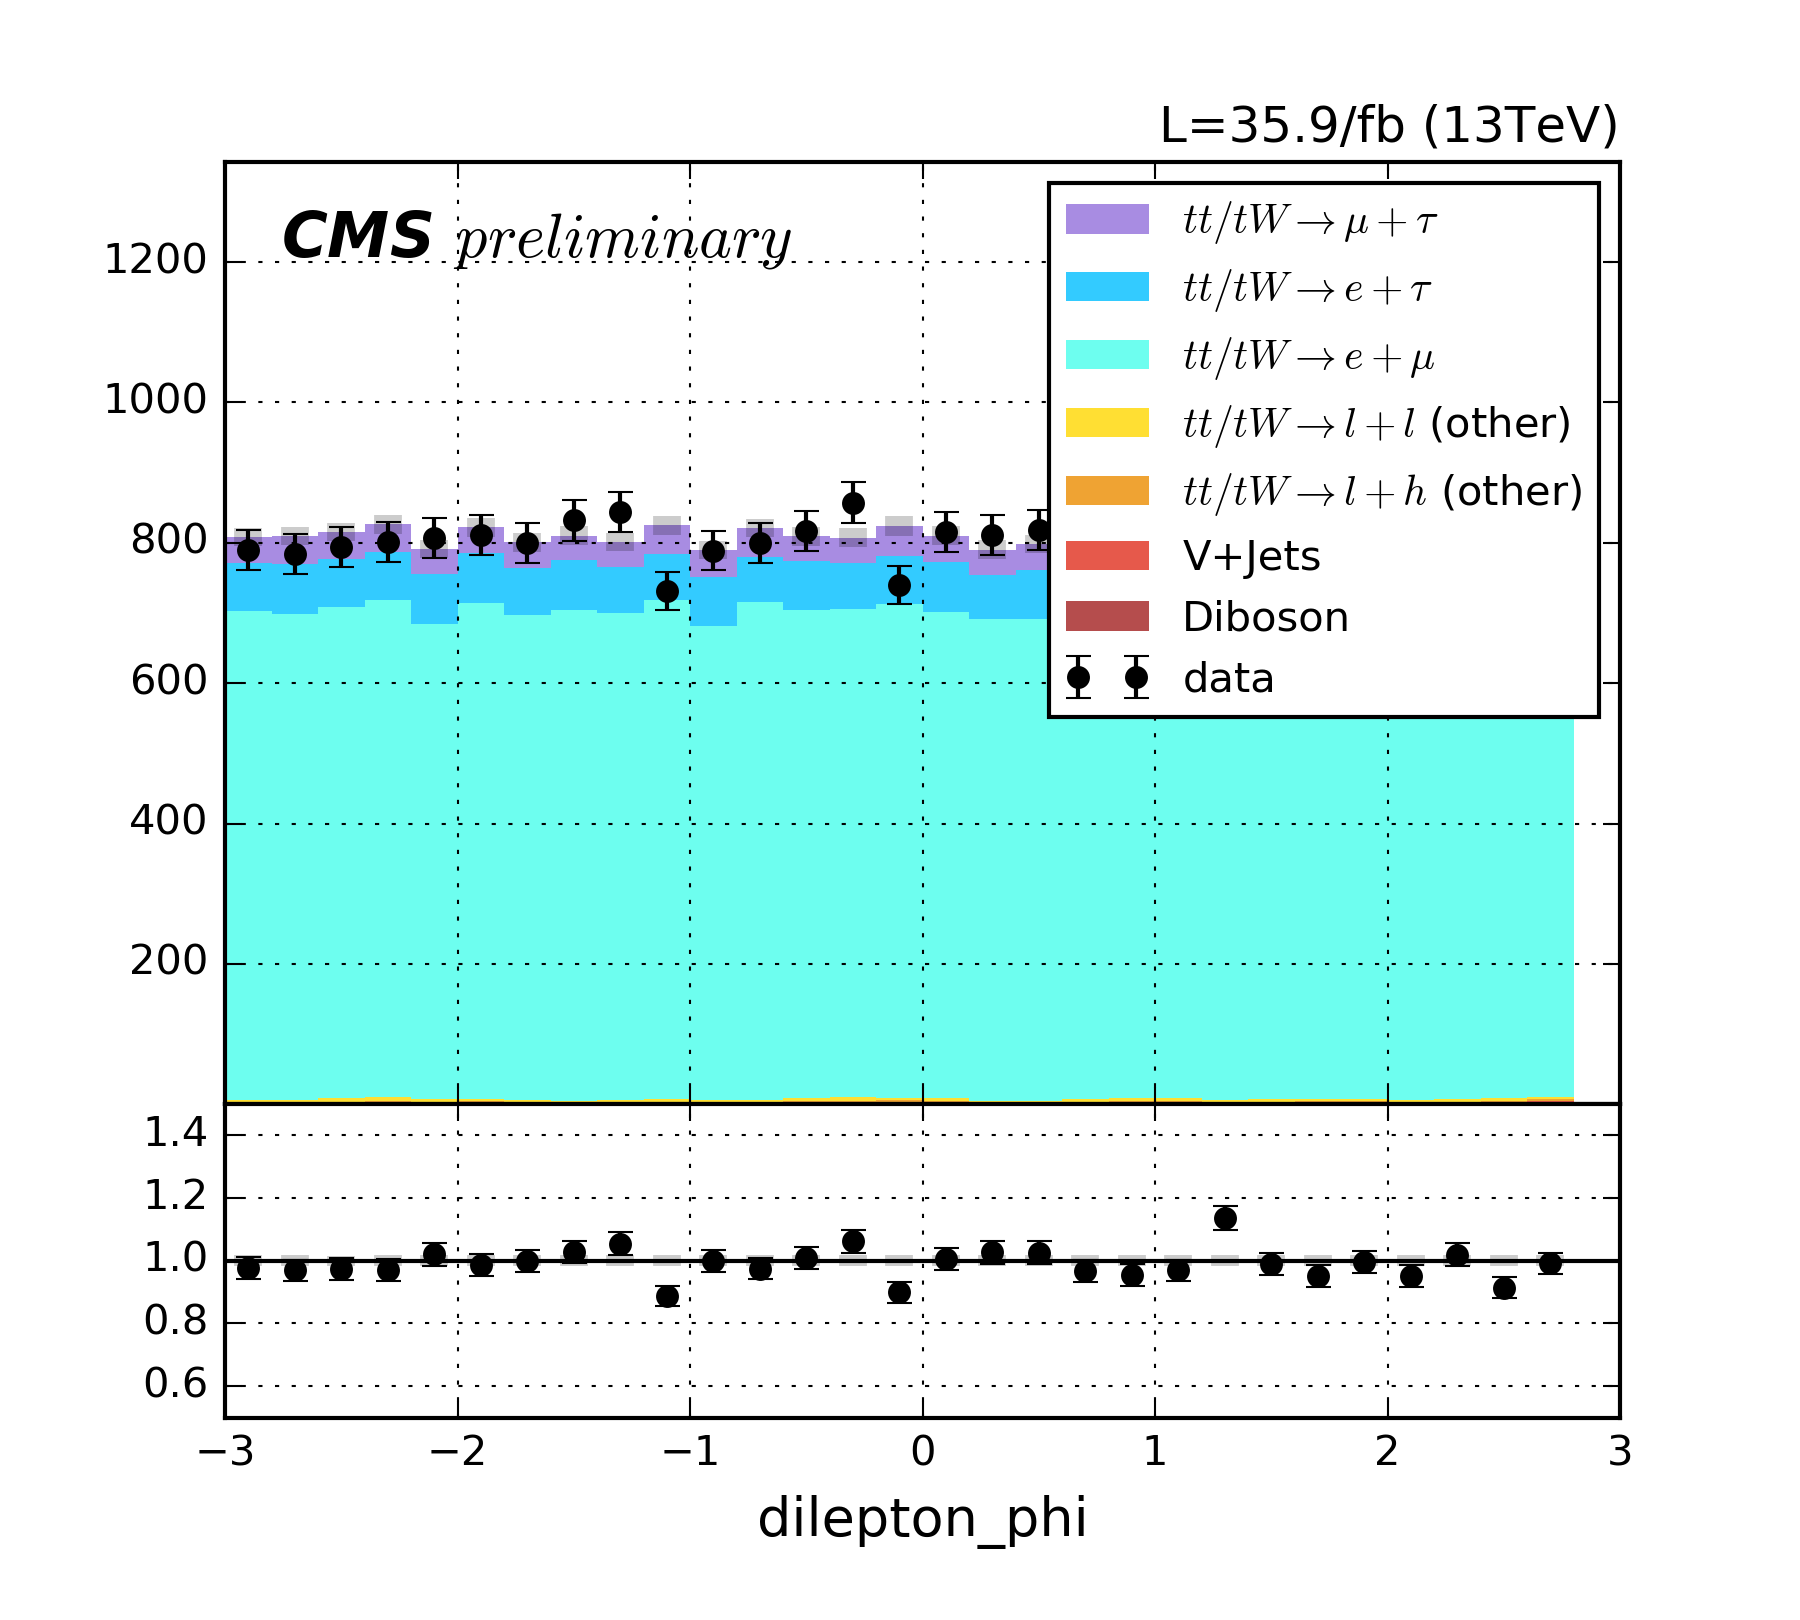 L=35.9/fb (13TeV)
CMS preliminary
tt/tW → μ + τ
tt/tW → e + τ
tt/tW → e + μ
tt/tW → l + l (other)
tt/tW → l + h (other)
V+Jets
Diboson
data
1200
1000
800
600
400
200
1.4
1.2
1.0
0.8
0.6
−3 −2 −1 0 1 2 3
dilepton_phi